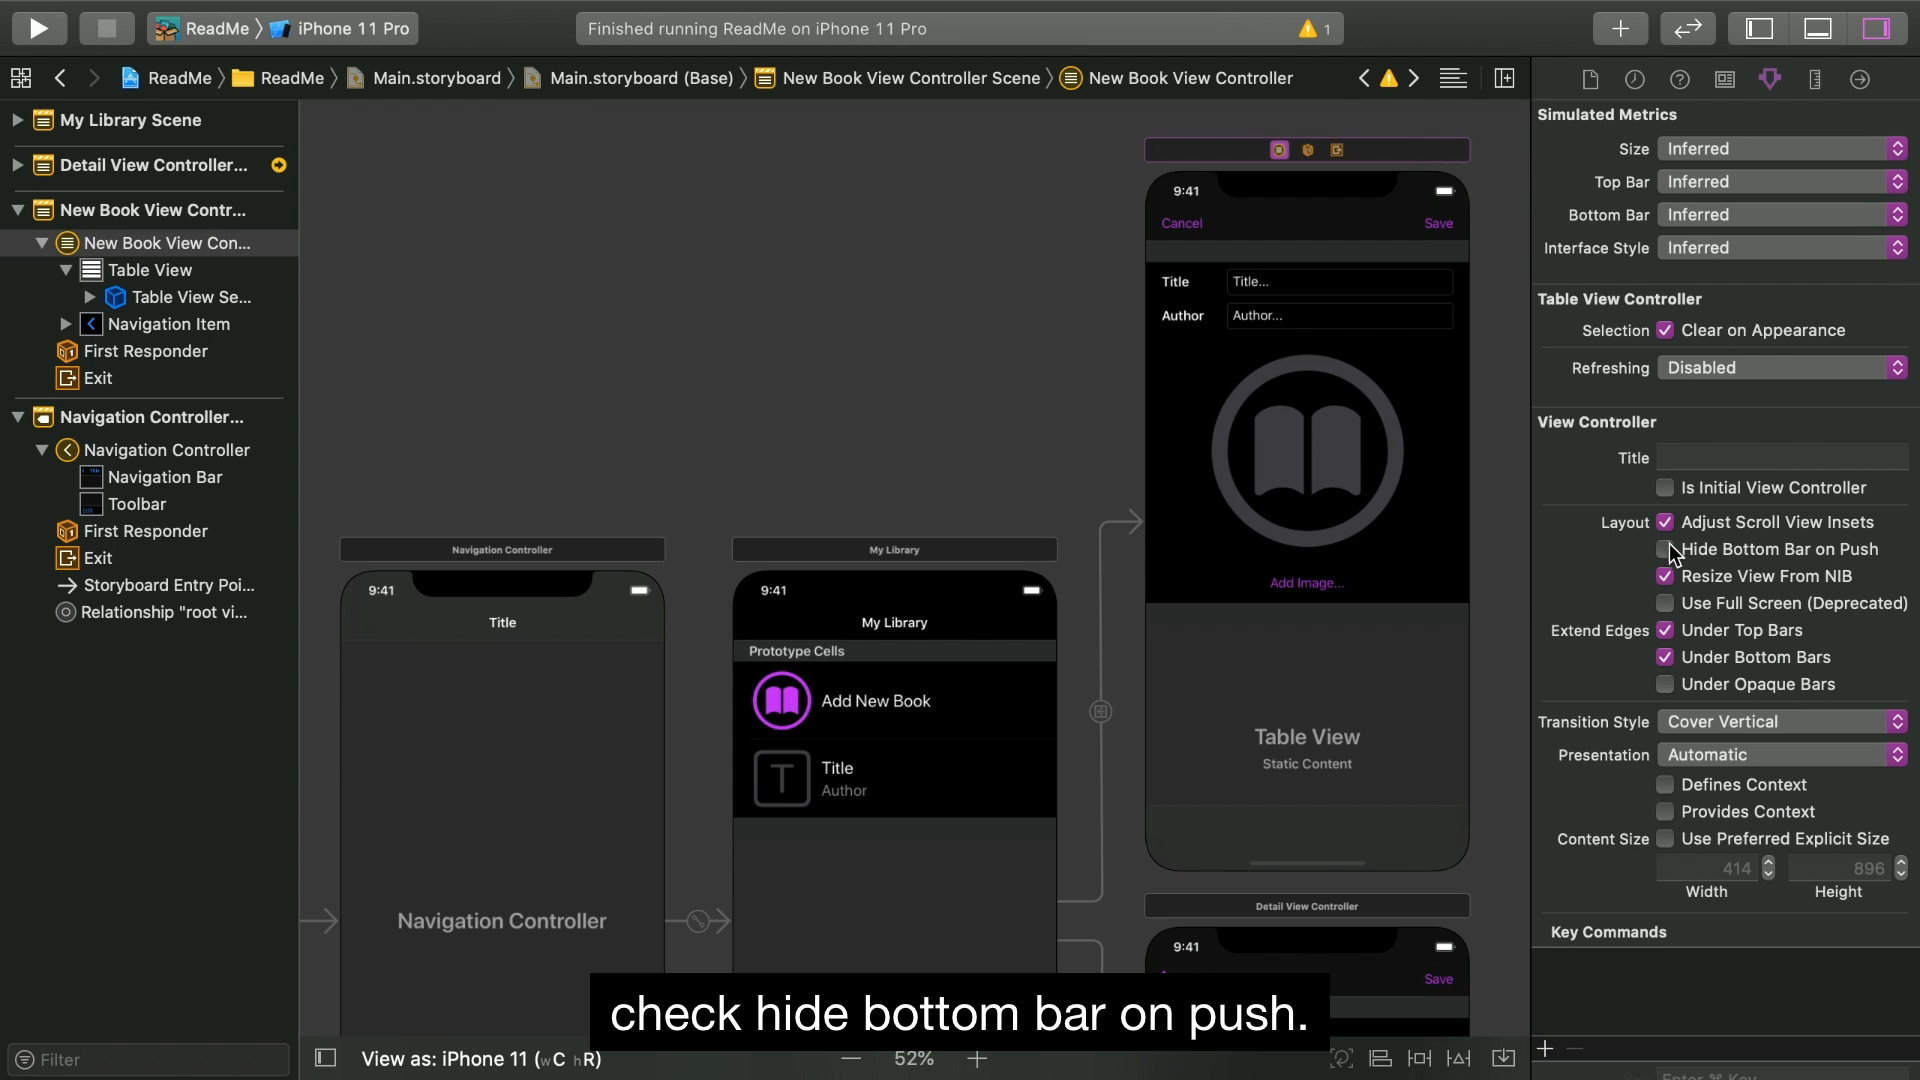 ReadMe
iPhone 11 Pro
Finished running ReadMe on iPhone 11 Pro
1
ReadMe
ReadMe
Main.storyboard
Main.storyboard (Base)
New Book View Controller Scene
New Book View Controller
My Library Scene
Detail View Controller...
New Book View Contr...
New Book View Con...
Table View
Table View Se...
Navigation Item
First Responder
Exit
Navigation Controller...
Navigation Controller
Navigation Bar
Toolbar
First Responder
Exit
Storyboard Entry Poi...
Relationship "root vi...
Filter
Navigation Controller
9:41
Title
Navigation Controller
My Library
9:41
My Library
Prototype Cells
Add New Book
T
Title
Author
9:41
Cancel
Save
Title
Title...
Author
Author...
Add Image...
Table View
Static Content
Detail View Controller
9:41
Save
check hide bottom bar on push.
View as: iPhone 11 (wC hR)
52%
Simulated Metrics
Size
Inferred
Top Bar
Inferred
Bottom Bar
Inferred
Interface Style
Inferred
Table View Controller
Selection
Clear on Appearance
Refreshing
Disabled
View Controller
Title
Is Initial View Controller
Layout
Adjust Scroll View Insets
Hide Bottom Bar on Push
Resize View From NIB
Use Full Screen (Deprecated)
Extend Edges
Under Top Bars
Under Bottom Bars
Under Opaque Bars
Transition Style
Cover Vertical
Presentation
Automatic
Defines Context
Provides Context
Content Size
Use Preferred Explicit Size
414
896
Width
Height
Key Commands